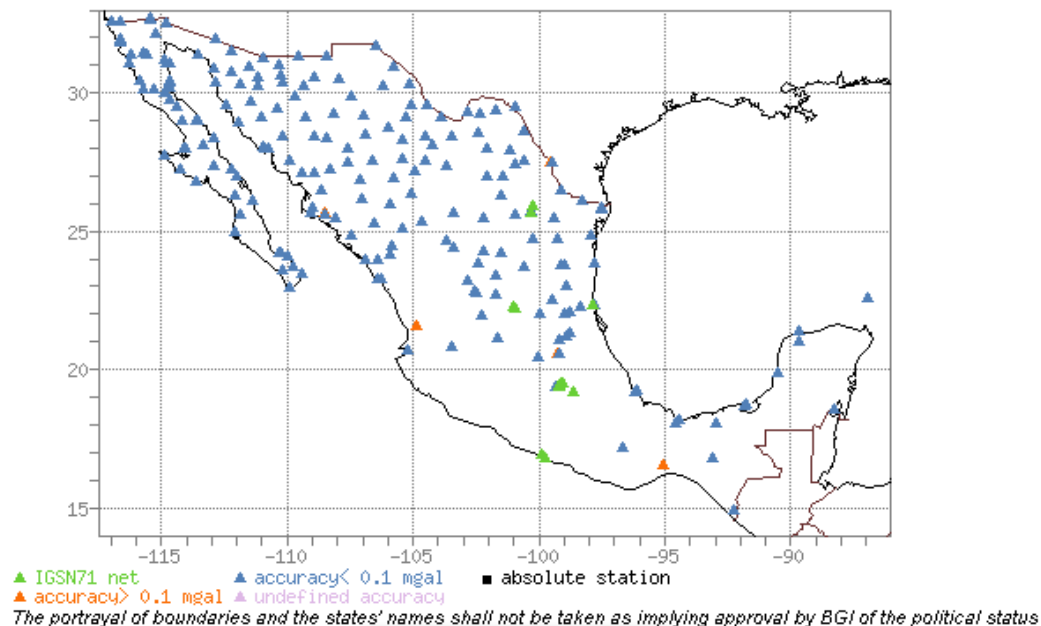 30
25
20
15
-115 -110 -105 -100 -95 -90
IGSN71 net accuracy< 0.1 mgal absolute station
accuracy> 0.1 mgal undefined accuracy
The portrayal of boundaries and the states' names shall not be taken as implying approval by BGI of the political status